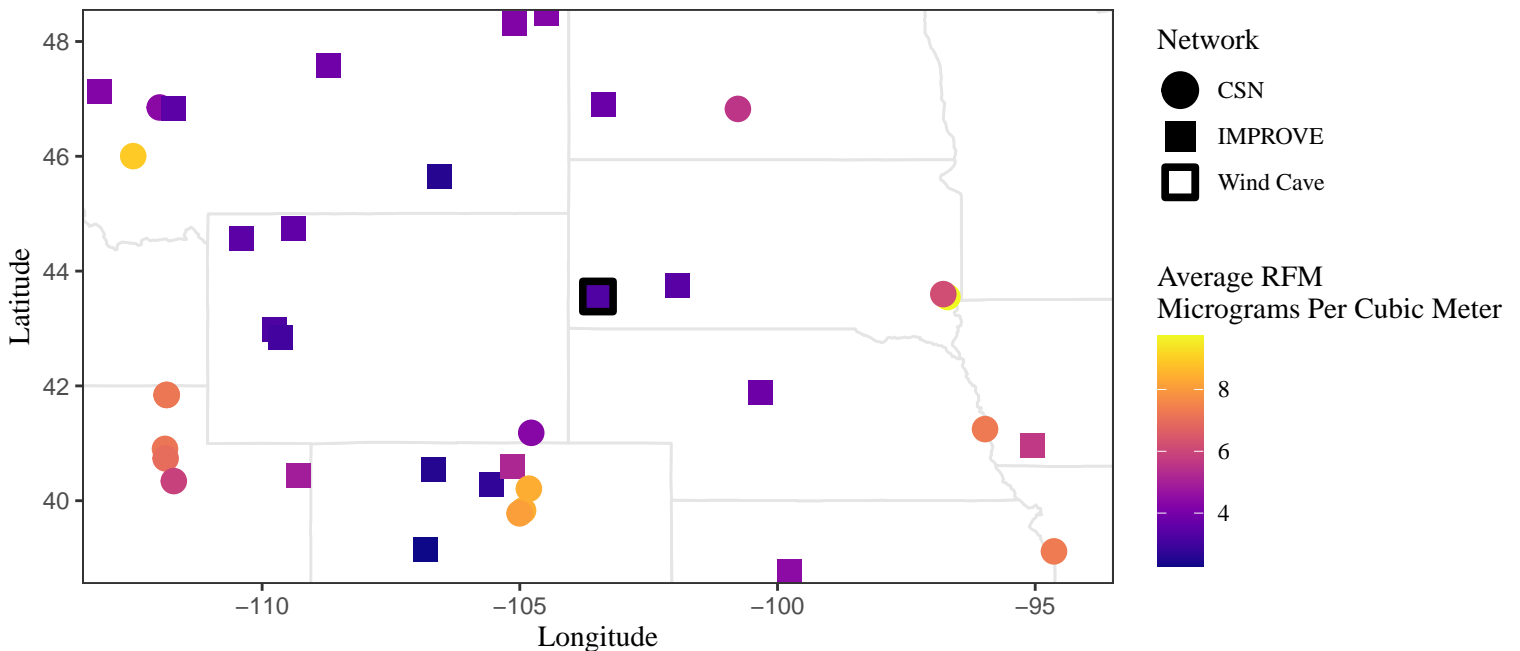 48
46
44
42
40
Latitude
−110
−105
−100
−95
Longitude
Network
CSN
IMPROVE
Wind Cave
Average RFM
Micrograms Per Cubic Meter
8
6
4